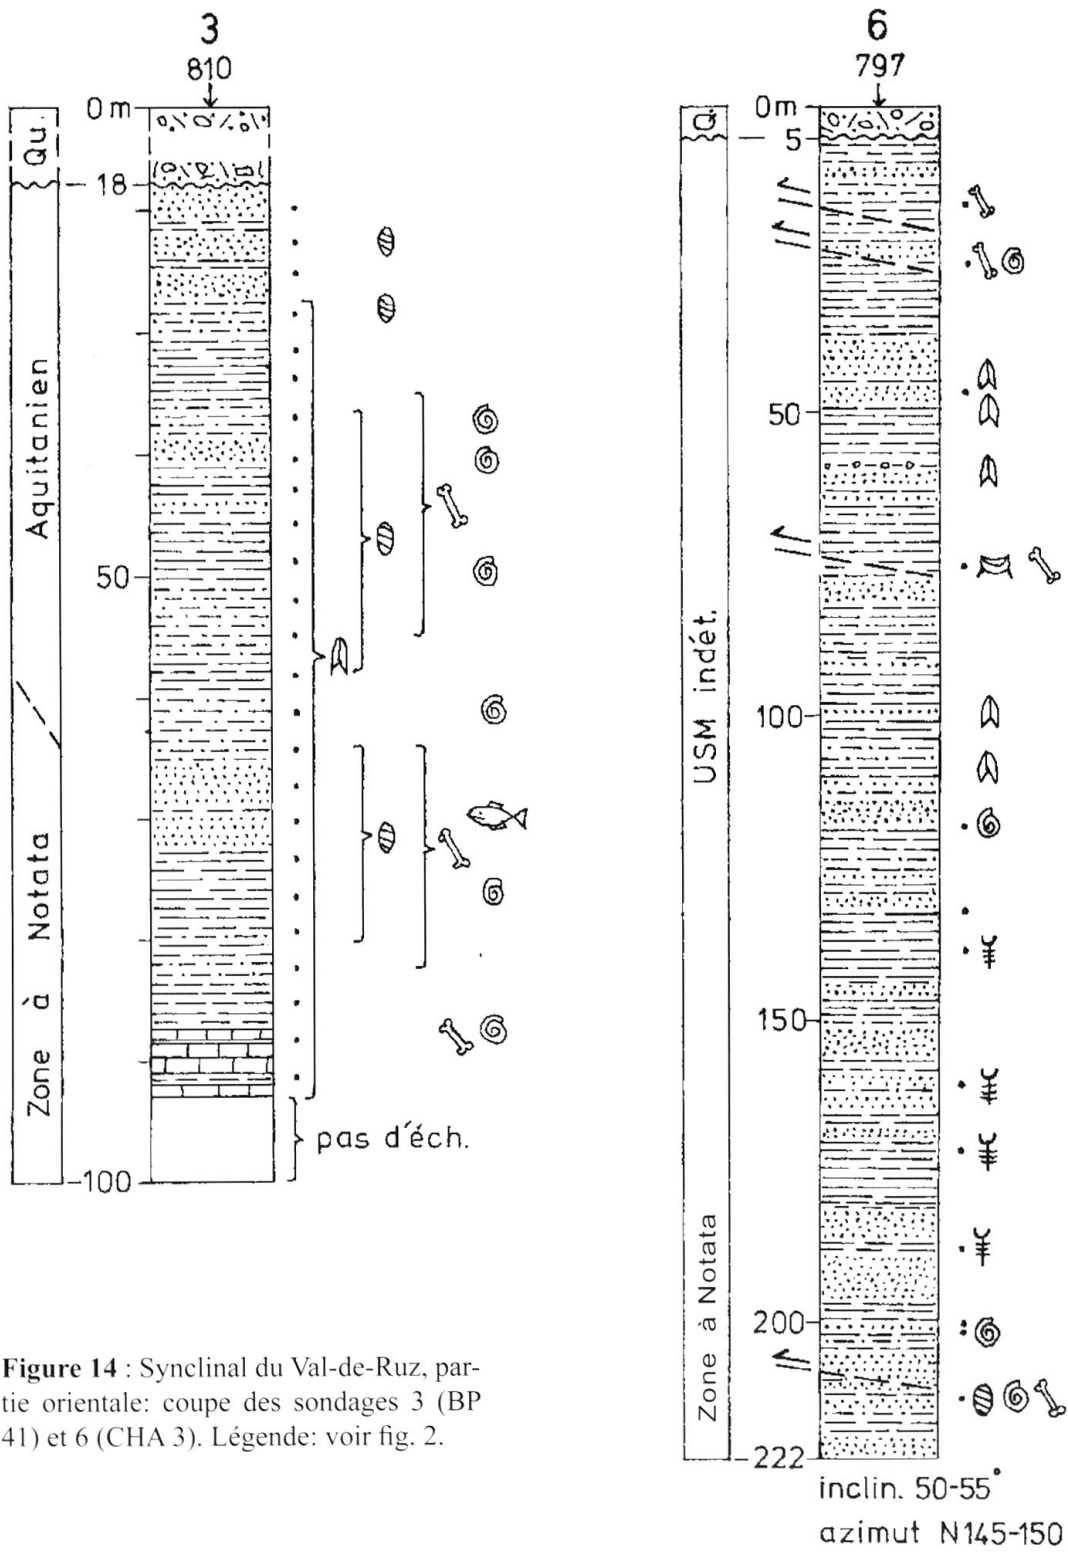 3
810
0 m
Qu.
18
Aquitanien
50
Zone à Notata
100
pas d'éch.
6
797
0 m
Q.
5
50
USM indét.
100
150
Zone à Notata
200
222
inclin. 50-55°
azimut N145-150
Figure 14 : Synclinal du Val-de-Ruz, par-
tie orientale: coupe des sondages 3 (BP
41) et 6 (CHA 3). Légende: voir fig. 2.